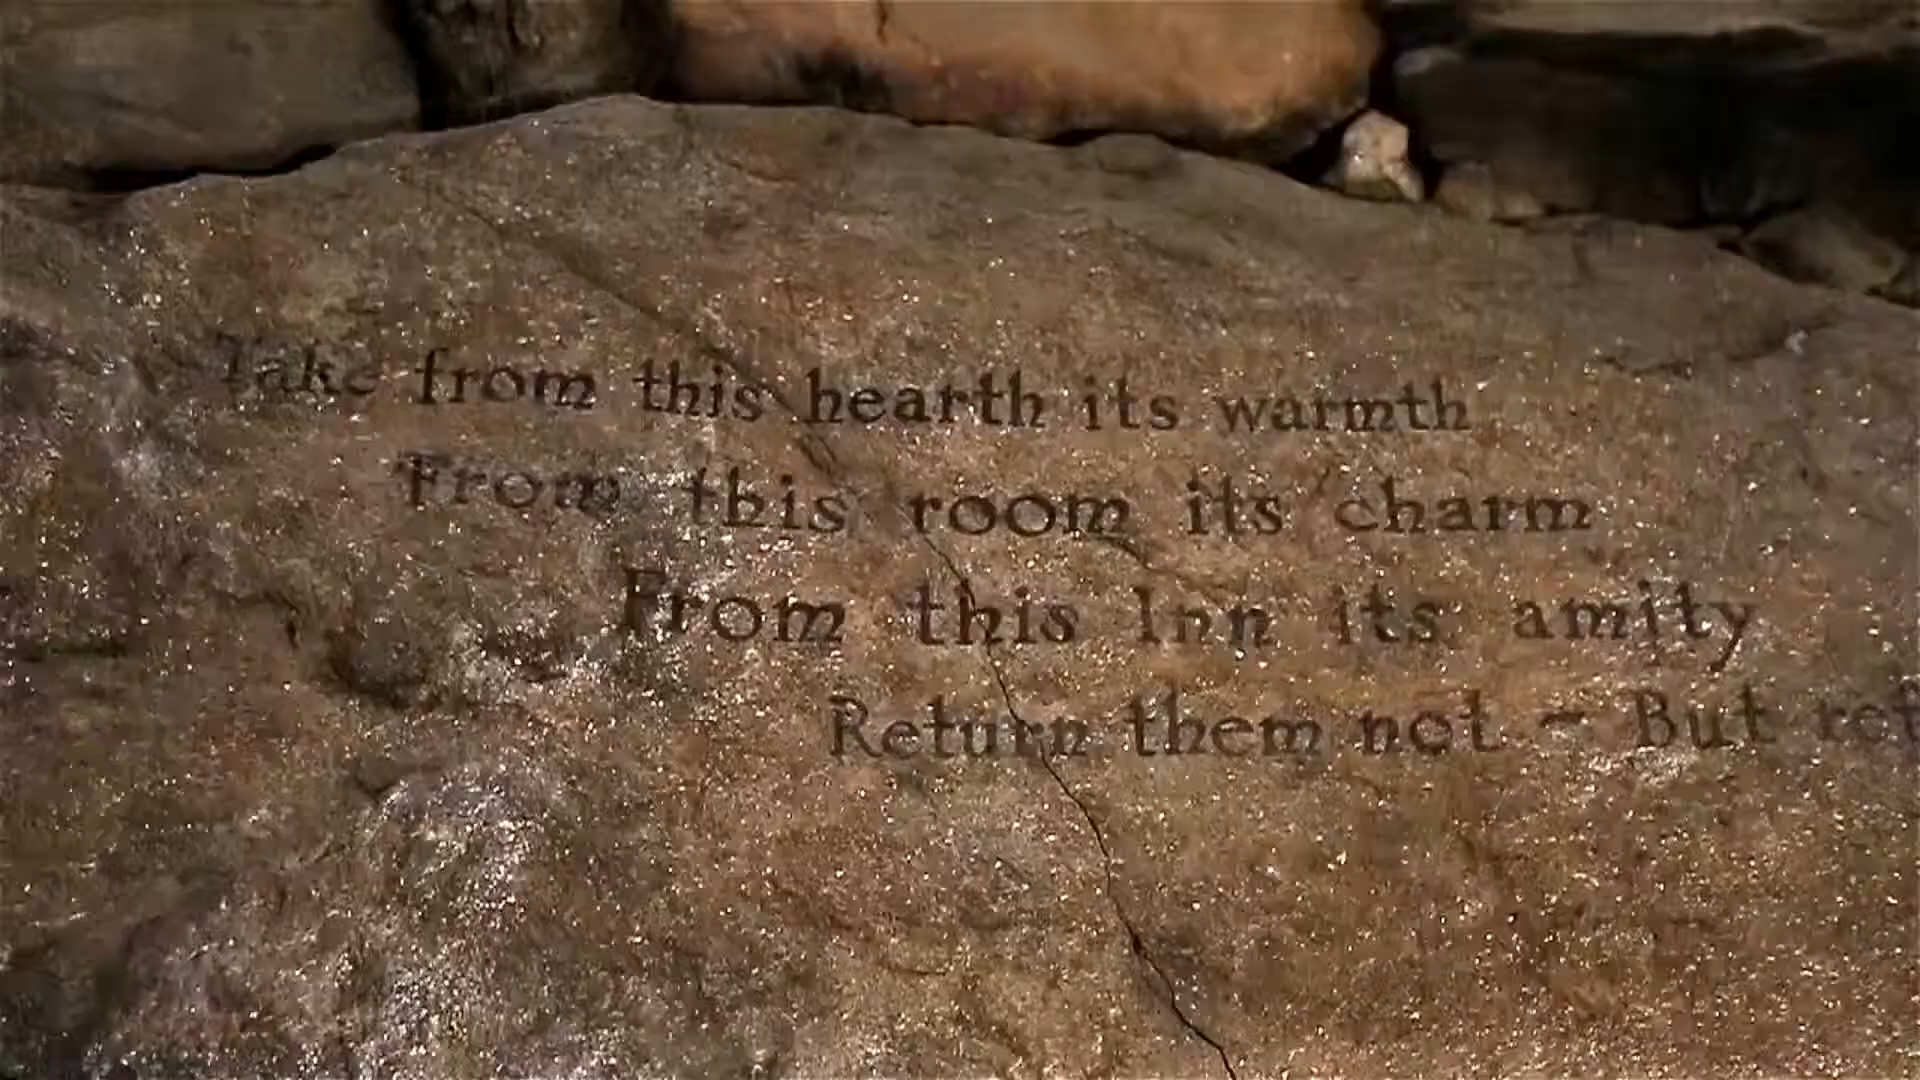 Take from this hearth its warmth
From this room its charm
From this Inn its amity
Return them not - But